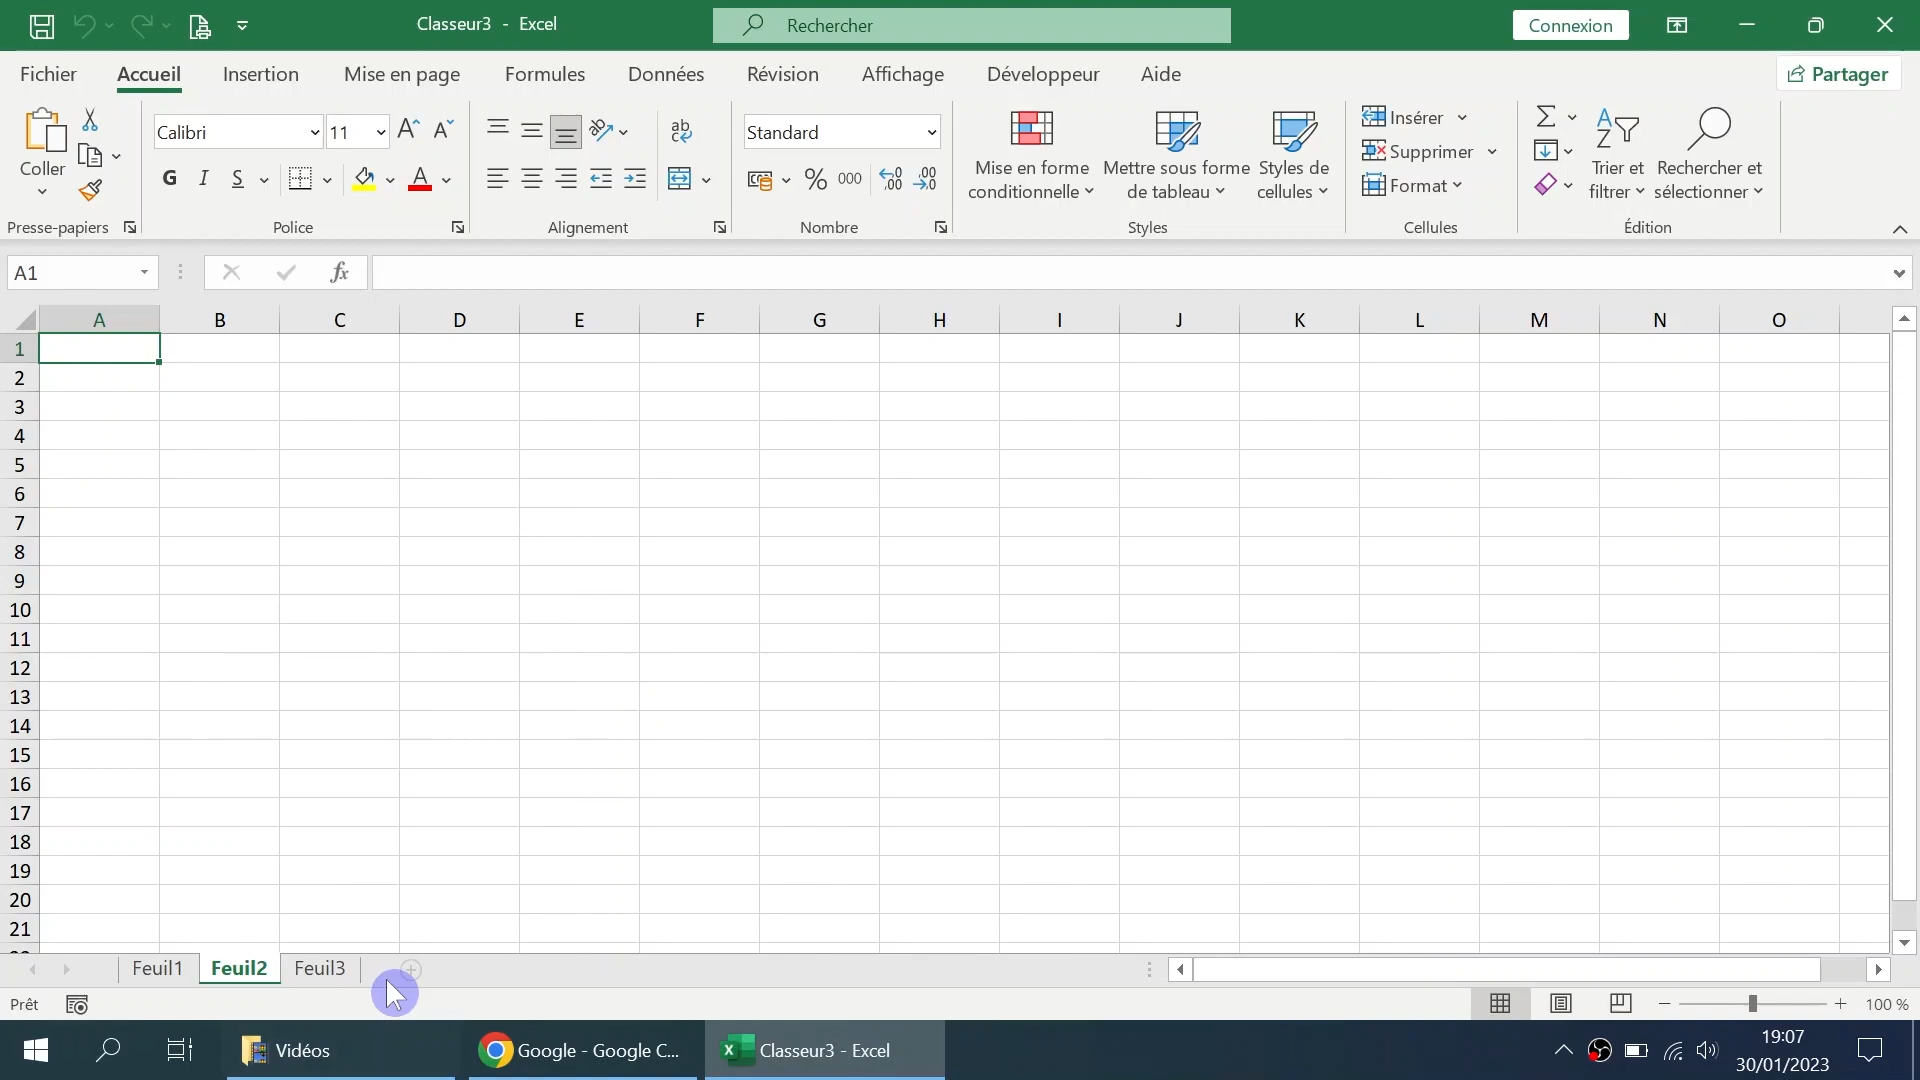 Classeur3 - Excel
Rechercher
Connexion
Fichier Accueil Insertion Mise en page Formules Données Révision Affichage Développeur Aide
Partager
Coller
Presse-papiers
Calibri 11
G I S
Police
ab
Alignement
Standard
% 000
Nombre
Mise en forme conditionnelle
Mettre sous forme de tableau
Styles de cellules
Styles
Insérer
Supprimer
Format
Cellules
Trier et filtrer
Rechercher et sélectionner
Édition
A1
fx
A B C D E F G H I J K L M N O
1
2
3
4
5
6
7
8
9
10
11
12
13
14
15
16
17
18
19
20
21
Feuil1 Feuil2 Feuil3
Prêt
100 %
Vidéos
Google - Google C...
Classeur3 - Excel
19:07
30/01/2023